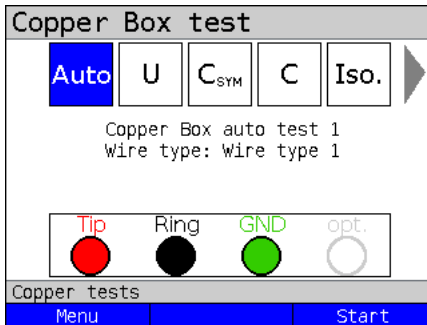 Copper Box test
Auto U CSYM C Iso.
Copper Box auto test 1
Wire type: Wire type 1
Tip Ring GND opt.
Copper tests
Menu Start